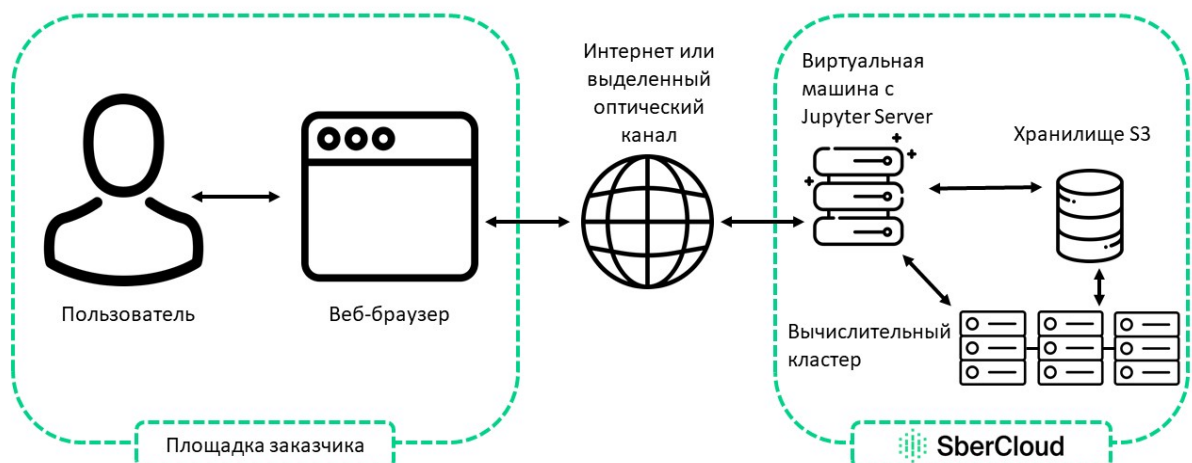 Пользователь
Веб-браузер
Площадка заказчика
Интернет или
выделенный
оптический
канал
Виртуальная
машина с
Jupyter Server
Хранилище S3
Вычислительный
кластер
SberCloud